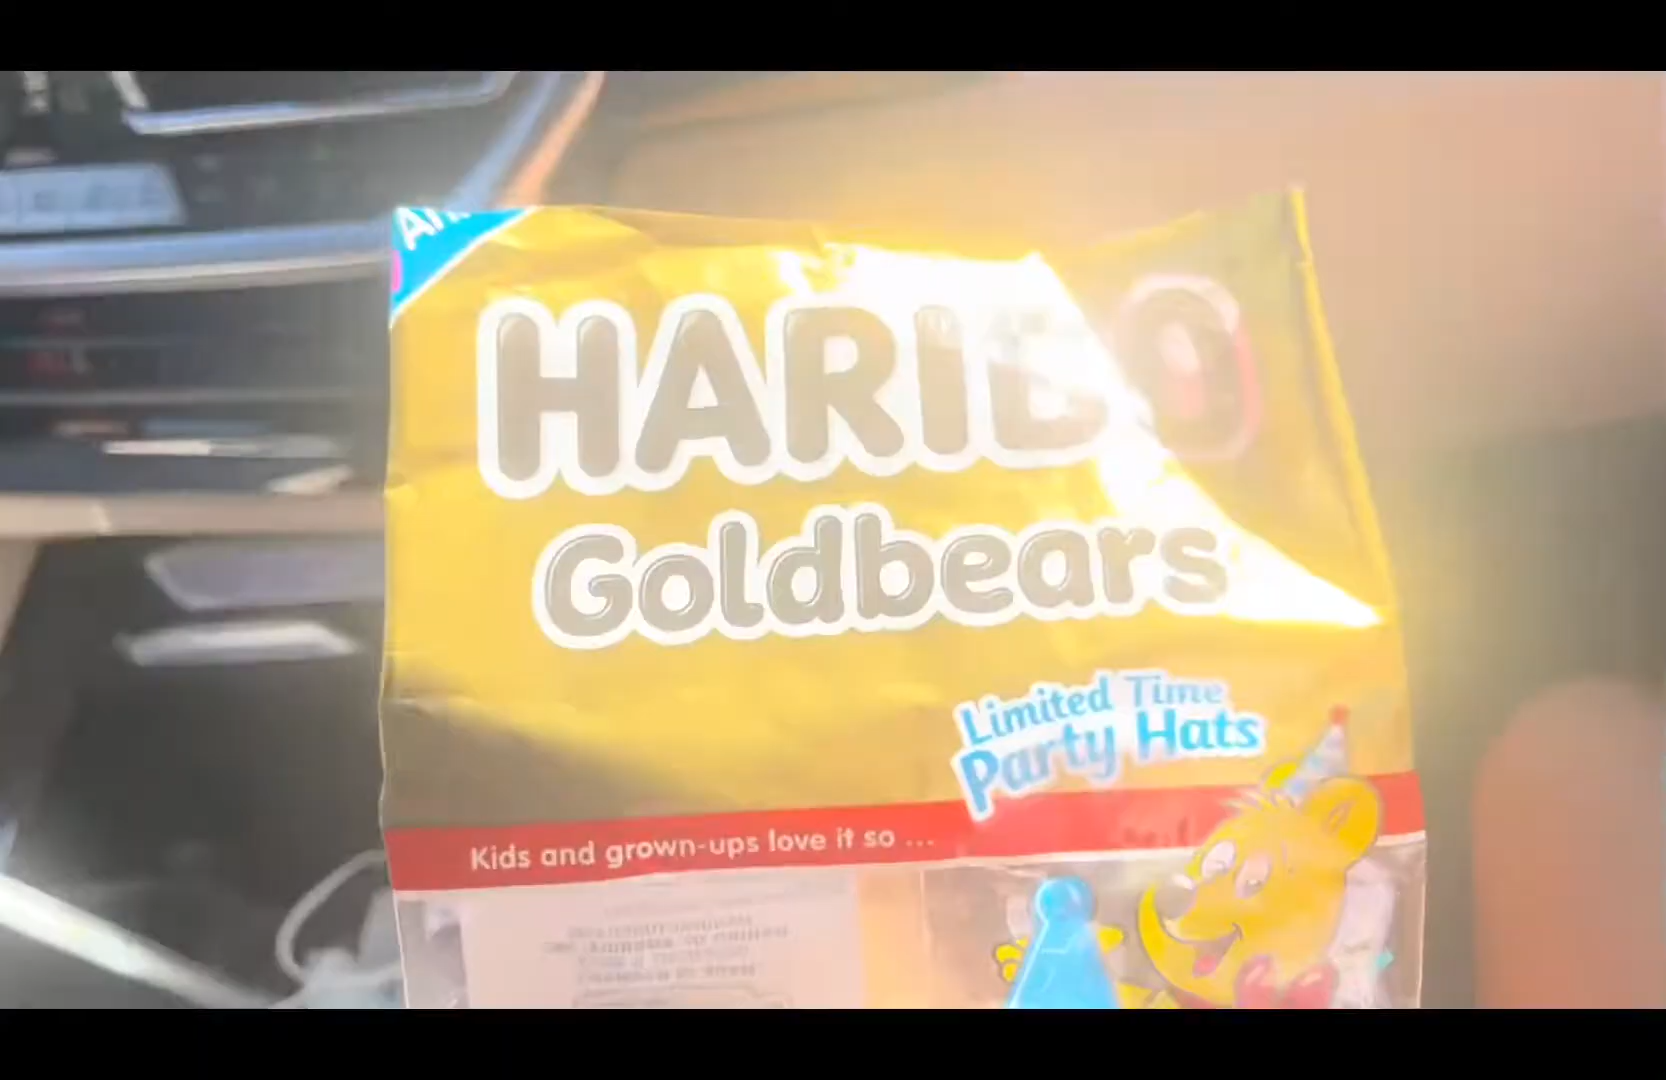 HARIBO
Goldbears
Limited Time
Party Hats
Kids and grown-ups love it so ...